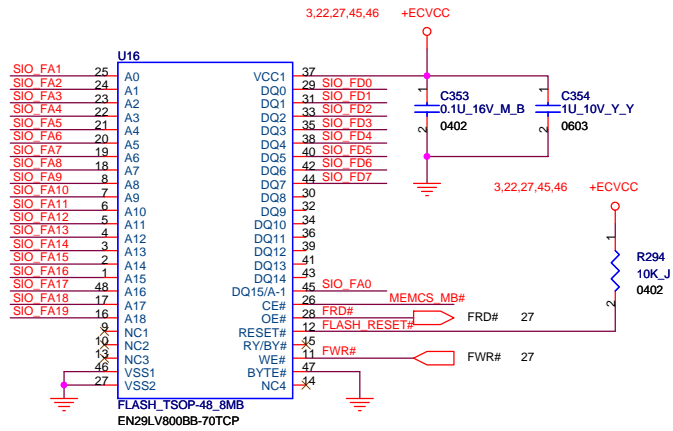 3,22,27,45,46 +ECVCC
U16
SIO_FA1 25 A0 VCC1 37
SIO_FA2 24 A1 DQ0 29 SIO_FD0
SIO_FA3 23 A2 DQ1 31 SIO_FD1
SIO_FA4 22 A3 DQ2 33 SIO_FD2
SIO_FA5 21 A4 DQ3 35 SIO_FD3
SIO_FA6 20 A5 DQ4 38 SIO_FD4
SIO_FA7 19 A6 DQ5 40 SIO_FD5
SIO_FA8 18 A7 DQ6 42 SIO_FD6
SIO_FA9 8 A8 DQ7 44 SIO_FD7
SIO_FA10 7 A9 DQ8 30
SIO_FA11 6 A10 DQ9 32
SIO_FA12 5 A11 DQ10 34
SIO_FA13 4 A12 DQ11 36
SIO_FA14 3 A13 DQ12 39
SIO_FA15 2 A14 DQ13 41
SIO_FA16 1 A15 DQ14 43
SIO_FA17 48 A16 DQ15/A-1 45 SIO_FA0
SIO_FA18 17 A17 CE# 26 MEMCS_MB#
SIO_FA19 16 A18 OE# 28 FRD# FRD# 27
9 NC1 RESET# 12 FLASH_RESET#
10 NC2 RY/BY# 15
13 NC3 WE# 11 FWR# FWR# 27
46 VSS1 BYTE# 47
27 VSS2 NC4 14
FLASH_TSOP-48_8MB
EN29LV800BB-70TCP
1
C353
0.1U_16V_M_B
2 0402
1
C354
1U_10V_Y_Y
2 0603
3,22,27,45,46 +ECVCC
1
R294
10K_J
2 0402